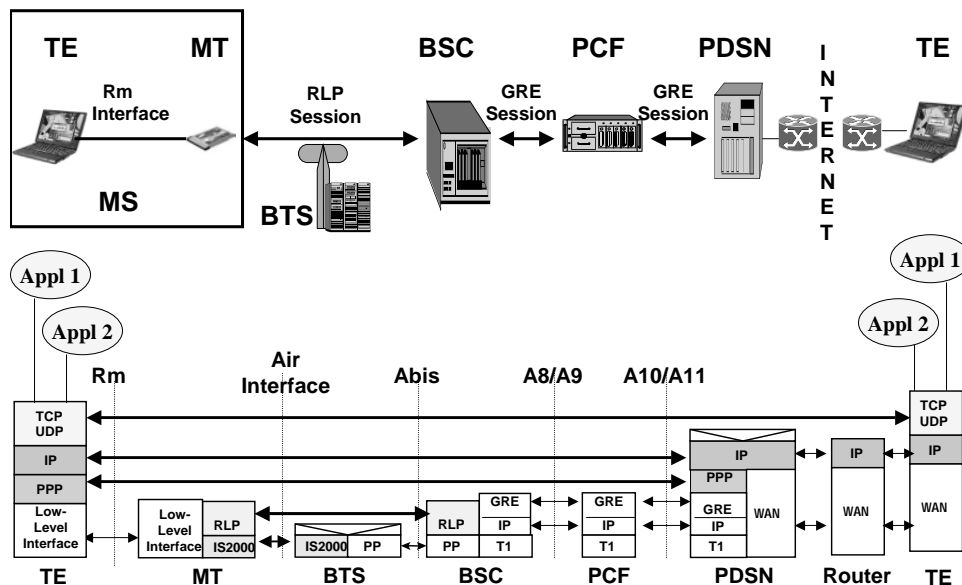 TE
MT
BSC
PCF
PDSN
INTERNET
TE
Rm
Interface
RLP
Session
GRE
Session
GRE
Session
MS
BTS
Appl 1
Appl 2
Appl 1
Appl 2
Rm
Air
Interface
Abis
A8/A9
A10/A11
TCP
UDP
IP
PPP
Low-
Level
Interface
Low-
Level
Interface
RLP
IS2000
IS2000
PP
RLP
PP
GRE
IP
T1
GRE
IP
T1
IP
PPP
GRE
IP
T1
WAN
IP
WAN
TCP
UDP
IP
WAN
TE
MT
BTS
BSC
PCF
PDSN
Router
TE